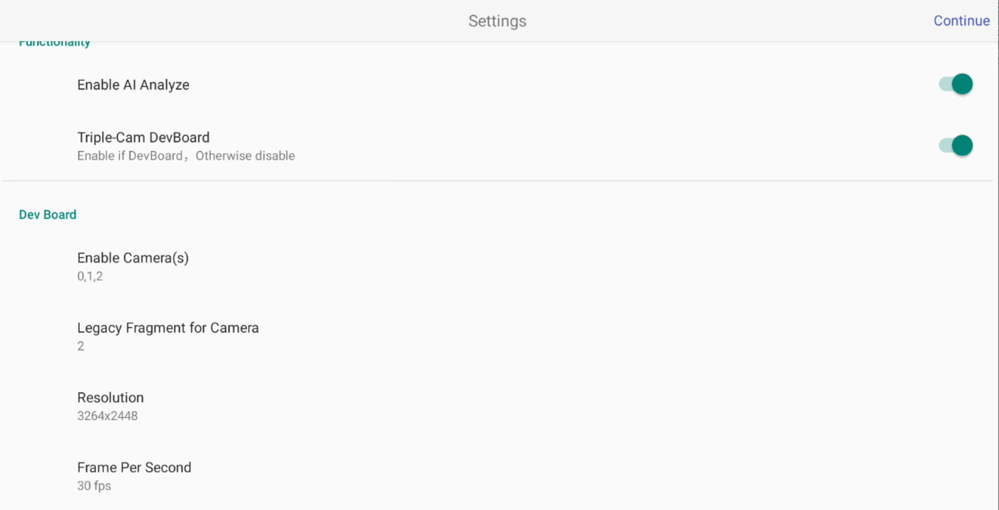 Settings
Continue
Functionality
Enable AI Analyze
Triple-Cam DevBoard
Enable if DevBoard，Otherwise disable
Dev Board
Enable Camera(s)
0,1,2
Legacy Fragment for Camera
2
Resolution
3264x2448
Frame Per Second
30 fps